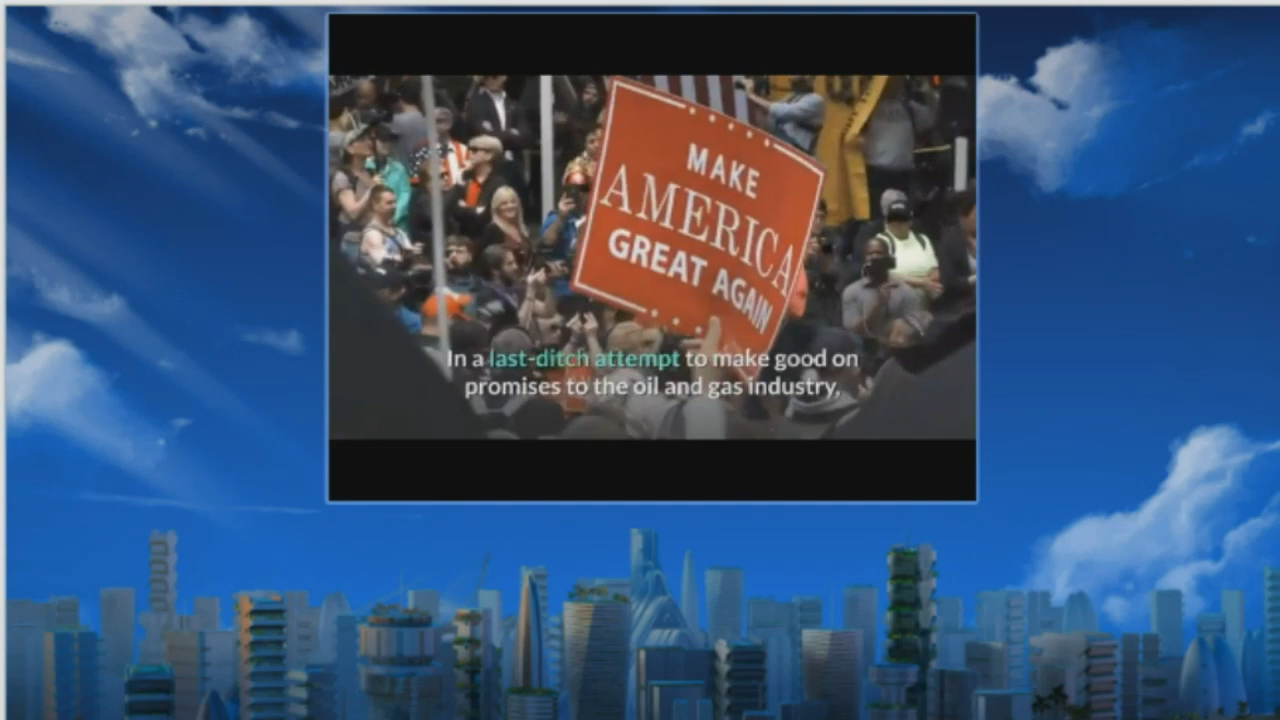 MAKE
AMERICA
GREAT AGAIN
In a last-ditch attempt to make good on
promises to the oil and gas industry,